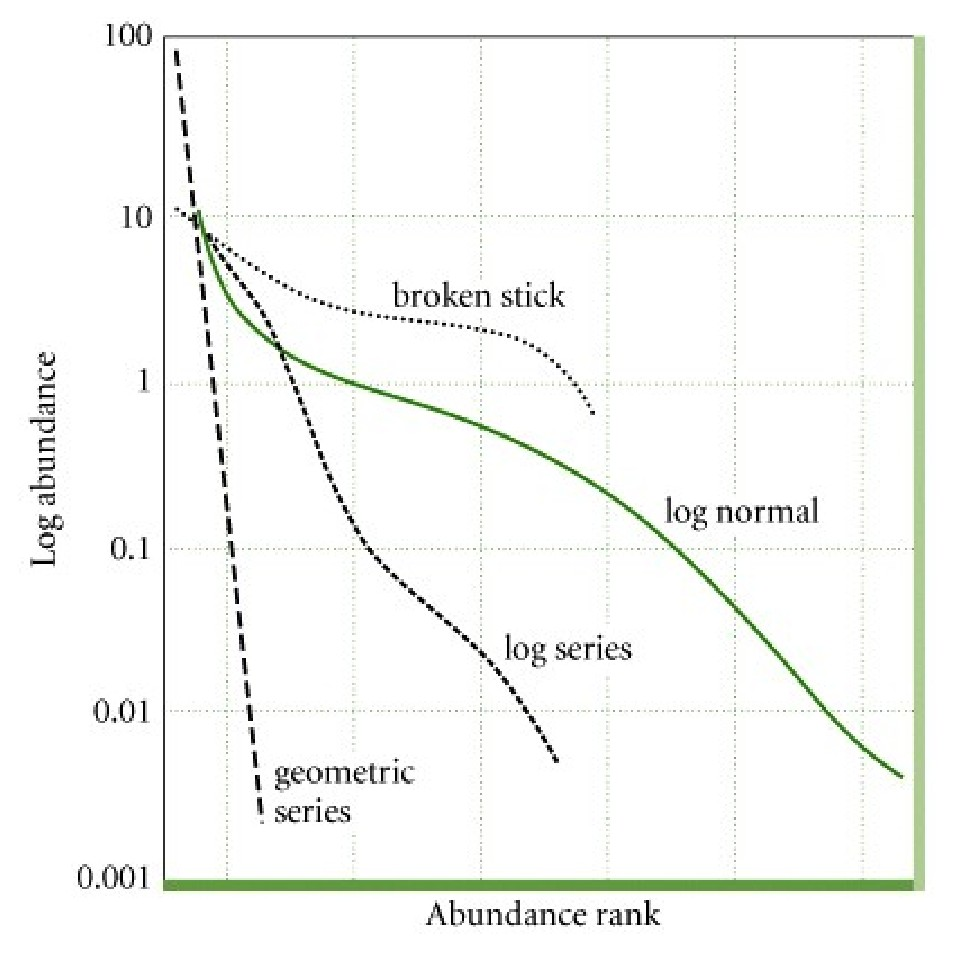 100
10
1
0.1
0.01
0.001
Log abundance
broken stick
log normal
log series
geometric
series
Abundance rank